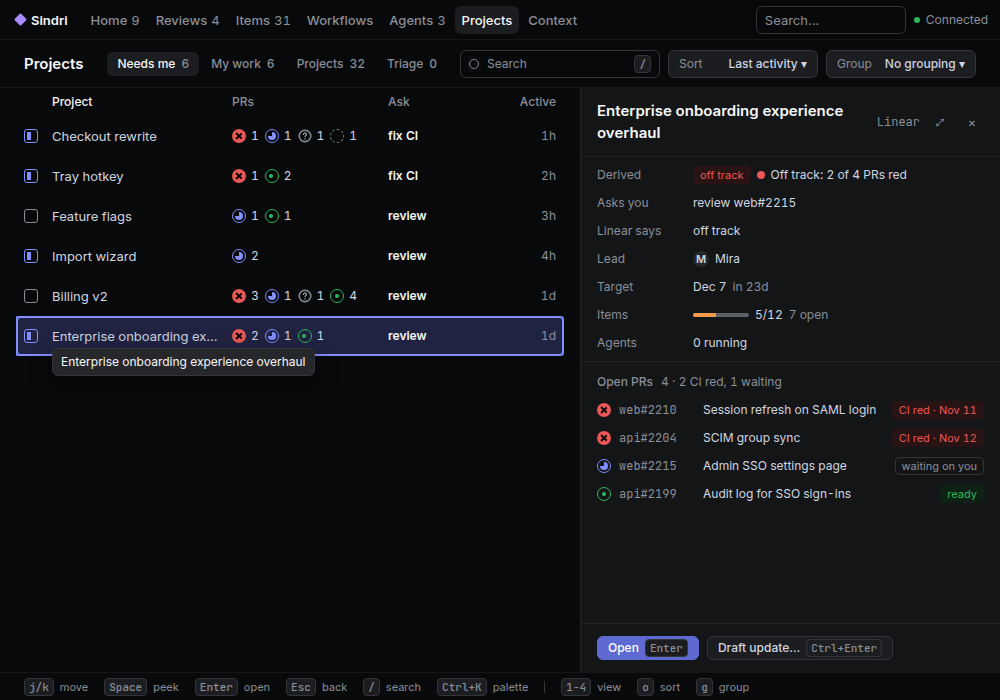 Sindri Home 9 Reviews 4 Items 31 Workflows Agents 3 Projects Context Search... Connected
Projects Needs me 6 My work 6 Projects 32 Triage 0 Search / Sort Last activity ▾ Group No grouping ▾
Project PRs Ask Active
Checkout rewrite 1 1 1 1 fix CI 1h
Tray hotkey 1 2 fix CI 2h
Feature flags 1 1 review 3h
Import wizard 2 review 4h
Billing v2 3 1 1 4 review 1d
Enterprise onboarding ex... 2 1 1 review 1d
Enterprise onboarding experience overhaul
Enterprise onboarding experience
overhaul
Linear ⤢ ×
Derived off track Off track: 2 of 4 PRs red
Asks you review web#2215
Linear says off track
Lead M Mira
Target Dec 7 in 23d
Items 5/12 7 open
Agents 0 running
Open PRs 4 · 2 CI red, 1 waiting
web#2210 Session refresh on SAML login CI red · Nov 11
api#2204 SCIM group sync CI red · Nov 12
web#2215 Admin SSO settings page waiting on you
api#2199 Audit log for SSO sign-ins ready
Open Enter Draft update... Ctrl+Enter
j/k move Space peek Enter open Esc back / search Ctrl+K palette 1-4 view o sort g group